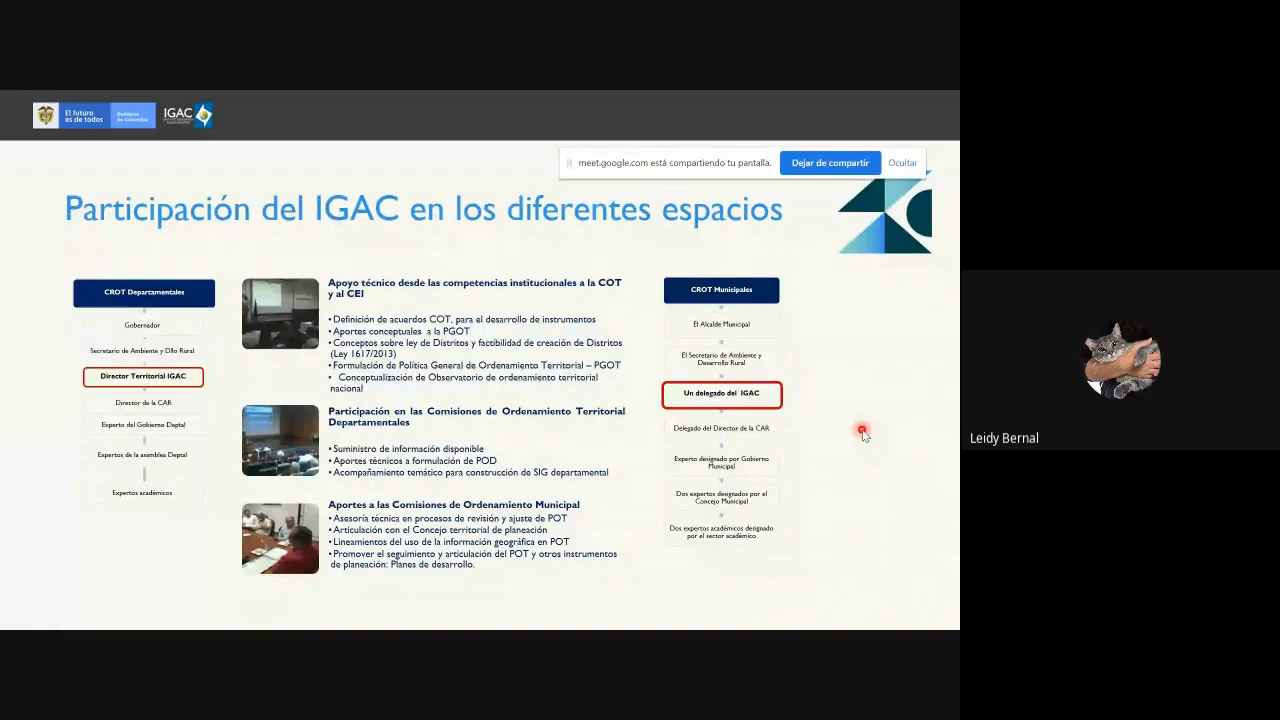 El futuro
es de todos
Gobierno
de Colombia
IGAC
meet.google.com está compartiendo tu pantalla.
Dejar de compartir
Ocultar
Participación del IGAC en los diferentes espacios
CROT Departamentales
Gobernador
Secretario de Ambiente y Dllo Rural
Director Territorial IGAC
Director de la CAR
Experto del Gobierno Deptal
Expertos de la asamblea Deptal
Expertos académicos
Apoyo técnico desde las competencias institucionales a la COT
y al CEI
• Definición de acuerdos COT, para el desarrollo de instrumentos
• Aportes conceptuales a la PGOT
• Conceptos sobre ley de Distritos y factibilidad de creación de Distritos
(Ley 1617/2013)
• Formulación de Política General de Ordenamiento Territorial – PGOT
• Conceptualización de Observatorio de ordenamiento territorial
nacional
Participación en las Comisiones de Ordenamiento Territorial
Departamentales
• Suministro de información disponible
• Aportes técnicos a formulación de POD
• Acompañamiento temático para construcción de SIG departamental
Aportes a las Comisiones de Ordenamiento Municipal
• Asesoría técnica en procesos de revisión y ajuste de POT
• Articulación con el Concejo territorial de planeación
• Lineamientos del uso de la información geográfica en POT
• Promover el seguimiento y articulación del POT y otros instrumentos
de planeación: Planes de desarrollo.
CROT Municipales
El Alcalde Municipal
El Secretario de Ambiente y
Desarrollo Rural
Un delegado del IGAC
Delegado del Director de la CAR
Experto designado por Gobierno
Municipal
Dos expertos designados por el
Concejo Municipal
Dos expertos académicos designado
por el sector académico
Leidy Bernal